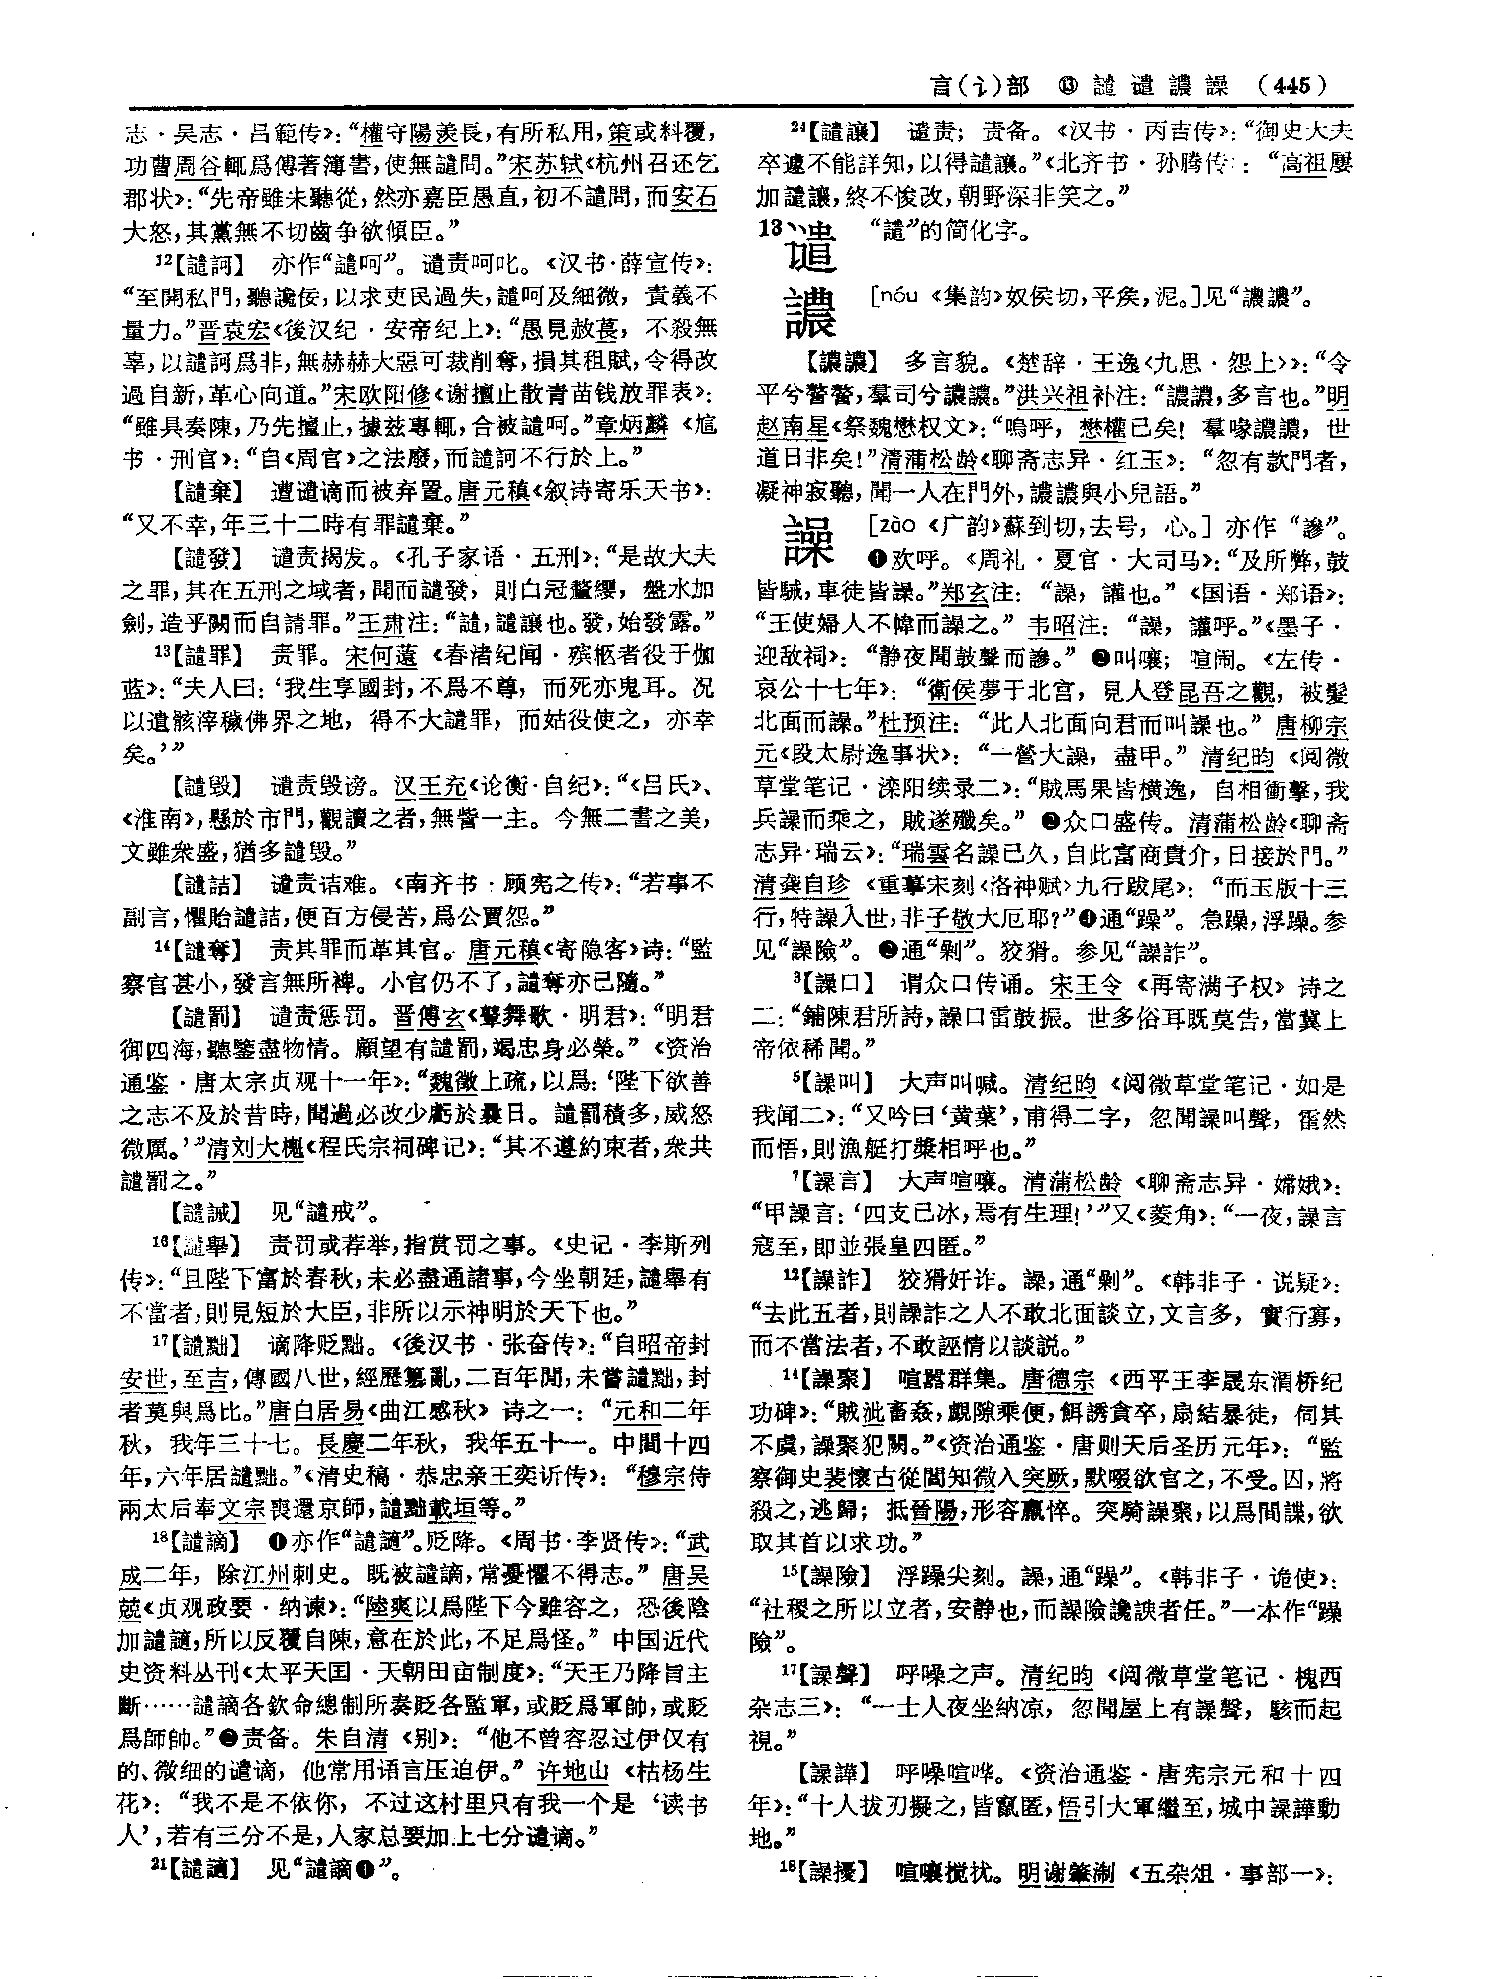 言(讠)部 ⑬ 譴 谴 譨 譟 (445)
志·吴志·吕範传》：“權守陽羨長，有所私用，策或料覆，
功曹周谷輒爲傅著簿書，使無譴問。”宋苏轼《杭州召还乞
郡状》：“先帝雖未聽從，然亦嘉臣愚直，初不譴問，而安石
大怒，其黨無不切齒争欲傾臣。”
12【譴訶】 亦作“譴呵”。谴责呵叱。《汉书·薛宣传》：
“至開私門，聽讒佞，以求吏民過失，譴呵及細微，責義不
量力。”晋袁宏《後汉纪·安帝纪上》：“愚見赦萇，不殺無
辜，以譴訶爲非，無赫赫大惡可裁削奪，損其租賦，令得改
過自新，革心向道。”宋欧阳修《谢擅止散青苗钱放罪表》：
“雖具奏陳，乃先擅止，據兹專輒，合被譴呵。”章炳麟《訄
书·刑官》：“自《周官》之法廢，而譴訶不行於上。”
【譴棄】 遭谴谪而被弃置。唐元稹《叙诗寄乐天书》：
“又不幸，年三十二時有罪譴棄。”
【譴發】 谴责揭发。《孔子家语·五刑》：“是故大夫
之罪，其在五刑之域者，聞而譴發，則白冠釐纓，盤水加
劍，造乎闕而自請罪。”王肃注：“譴，譴讓也。發，始發露。”
13【譴罪】 责罪。宋何薳《春渚纪闻·殡柩者役于伽
蓝》：“夫人曰：‘我生享國封，不爲不尊，而死亦鬼耳。况
以遺骸滓穢佛界之地，得不大譴罪，而姑役使之，亦幸
矣。’”
【譴毁】 谴责毁谤。汉王充《论衡·自纪》：“《吕氏》、
《淮南》，懸於市門，觀讀之者，無訾一言。今無二書之美，
文雖衆盛，猶多譴毁。”
【譴詰】 谴责诘难。《南齐书·顾宪之传》：“若事不
副言，懼貽譴詰，便百方侵苦，爲公賈怨。”
14【譴奪】 责其罪而革其官。唐元稹《寄隐客》诗：“監
察官甚小，發言無所裨。小官仍不了，譴奪亦已隨。”
【譴罰】 谴责惩罚。晋傅玄《鼙舞歌·明君》：“明君
御四海，聽鑒盡物情。顧望有譴罰，竭忠身必榮。”《资治
通鉴·唐太宗贞观十一年》：“魏徵上疏，以爲：‘陛下欲善
之志不及於昔時，聞過必改少虧於曩日。譴罰積多，威怒
微厲。’”清刘大櫆《程氏宗祠碑记》：“其不遵約束者，衆共
譴罰之。”
【譴誡】 见“譴戒”。
16【譴舉】 责罚或荐举，指赏罚之事。《史记·李斯列
传》：“且陛下富於春秋，未必盡通諸事，今坐朝廷，譴舉有
不當者，則見短於大臣，非所以示神明於天下也。”
17【譴黜】 谪降贬黜。《後汉书·张奋传》：“自昭帝封
安世，至吉，傳國八世，經歷篡亂，二百年間，未嘗譴黜，封
者莫與爲比。”唐白居易《曲江感秋》诗之一：“元和二年
秋，我年三十七。長慶二年秋，我年五十一。中間十四
年，六年居譴黜。”《清史稿·恭忠亲王奕䜣传》：“穆宗侍
兩太后奉文宗喪還京師，譴黜載垣等。”
18【譴謫】 ❶亦作“譴讁”。贬降。《周书·李贤传》：“武
成二年，除江州刺史。既被譴謫，常憂懼不得志。”唐吴
兢《贞观政要·纳谏》：“陸爽以爲陛下今雖容之，恐後陰
加譴讁，所以反覆自陳，意在於此，不足爲怪。”中国近代
史资料丛刊《太平天囯·天朝田亩制度》：“天王乃降旨主
斷……譴謫各欽命總制所奏貶各監軍，或貶爲軍帥，或貶
爲師帥。”❷责备。朱自清《别》：“他不曾容忍过伊仅有
的、微细的谴谪，他常用语言压迫伊。”许地山《枯杨生
花》：“我不是不依你，不过这村里只有我一个是‘读书
人’，若有三分不是，人家总要加上七分谴谪。”
21【譴讁】 见“譴謫❶”。
24【譴讓】 谴责；责备。《汉书·丙吉传》：“御史大夫
卒遽不能詳知，以得譴讓。”《北齐书·孙腾传》：“高祖屢
加譴讓，終不悛改，朝野深非笑之。”
13谴 “譴”的简化字。
譨 [nóu 《集韵》奴侯切，平矦，泥。]见“譨譨”。
【譨譨】 多言貌。《楚辞·王逸〈九思·怨上〉》：“令
尹兮謷謷，羣司兮譨譨。”洪兴祖补注：“譨譨，多言也。”明
赵南星《祭魏懋权文》：“嗚呼，懋權已矣！羣喙譨譨，世
道日非矣！”清蒲松龄《聊斋志异·红玉》：“忽有款門者，
凝神寂聽，聞一人在門外，譨譨與小兒語。”
譟 [zào 《广韵》蘇到切，去号，心。]亦作“謲”。
❶欢呼。《周礼·夏官·大司马》：“及所弊，鼓
皆駴，車徒皆譟。”郑玄注：“譟，讙也。”《国语·郑语》：
“王使婦人不幃而譟之。”韦昭注：“譟，讙呼。”《墨子·
迎敌祠》：“静夜聞鼓聲而謲。”❷叫嚷；喧闹。《左传·
哀公十七年》：“衛侯夢于北宫，見人登昆吾之觀，被髮
北面而譟。”杜预注：“此人北面向君而叫譟也。”唐柳宗
元《段太尉逸事状》：“一營大譟，盡甲。”清纪昀《阅微
草堂笔记·滦阳续录二》：“賊馬果皆横逸，自相衝擊，我
兵譟而乘之，賊遂殲矣。”❸众口盛传。清蒲松龄《聊斋
志异·瑞云》：“瑞雲名譟已久，自此富商貴介，日接於門。”
清龚自珍《重摹宋刻〈洛神赋〉九行跋尾》：“而玉版十三
行，特譟入世，非子敬大厄耶？”❹通“躁”。急躁，浮躁。参
见“譟險”。❺通“剿”。狡猾。参见“譟詐”。
3【譟口】 谓众口传诵。宋王令《再寄满子权》诗之
二：“鋪陳君所詩，譟口雷鼓振。世多俗耳既莫告，當冀上
帝依稀聞。”
5【譟叫】 大声叫喊。清纪昀《阅微草堂笔记·如是
我闻二》：“又吟曰‘黄葉’，甫得二字，忽聞譟叫聲，霍然
而悟，則漁艇打槳相呼也。”
7【譟言】 大声喧嚷。清蒲松龄《聊斋志异·嫦娥》：
“甲譟言：‘四支已冰，焉有生理！’”又《菱角》：“一夜，譟言
寇至，即並張皇四匿。”
12【譟詐】 狡猾奸诈。譟，通“剿”。《韩非子·说疑》：
“去此五者，則譟詐之人不敢北面談立，文言多，實行寡，
而不當法者，不敢誣情以談説。”
14【譟聚】 喧嚣群集。唐德宗《西平王李晟东渭桥纪
功碑》：“賊泚畜姦，覰隙乘便，餌誘貪卒，扇結暴徒，伺其
不虞，譟聚犯闕。”《资治通鉴·唐则天后圣历元年》：“監
察御史裴懷古從閻知微入突厥，默啜欲官之，不受。囚，將
殺之，逃歸；抵晉陽，形容羸悴。突騎譟聚，以爲間諜，欲
取其首以求功。”
15【譟險】 浮躁尖刻。譟，通“躁”。《韩非子·诡使》：
“社稷之所以立者，安静也，而譟險讒諛者任。”一本作“躁
險”。
17【譟聲】 呼噪之声。清纪昀《阅微草堂笔记·槐西
杂志三》：“一士人夜坐納凉，忽聞屋上有譟聲，駭而起
視。”
【譟譁】 呼噪喧哗。《资治通鉴·唐宪宗元和十四
年》：“十人拔刃擬之，皆竄匿，悟引大軍繼至，城中譟譁動
地。”
18【譟擾】 喧嚷搅扰。明谢肇淛《五杂俎·事部一》：